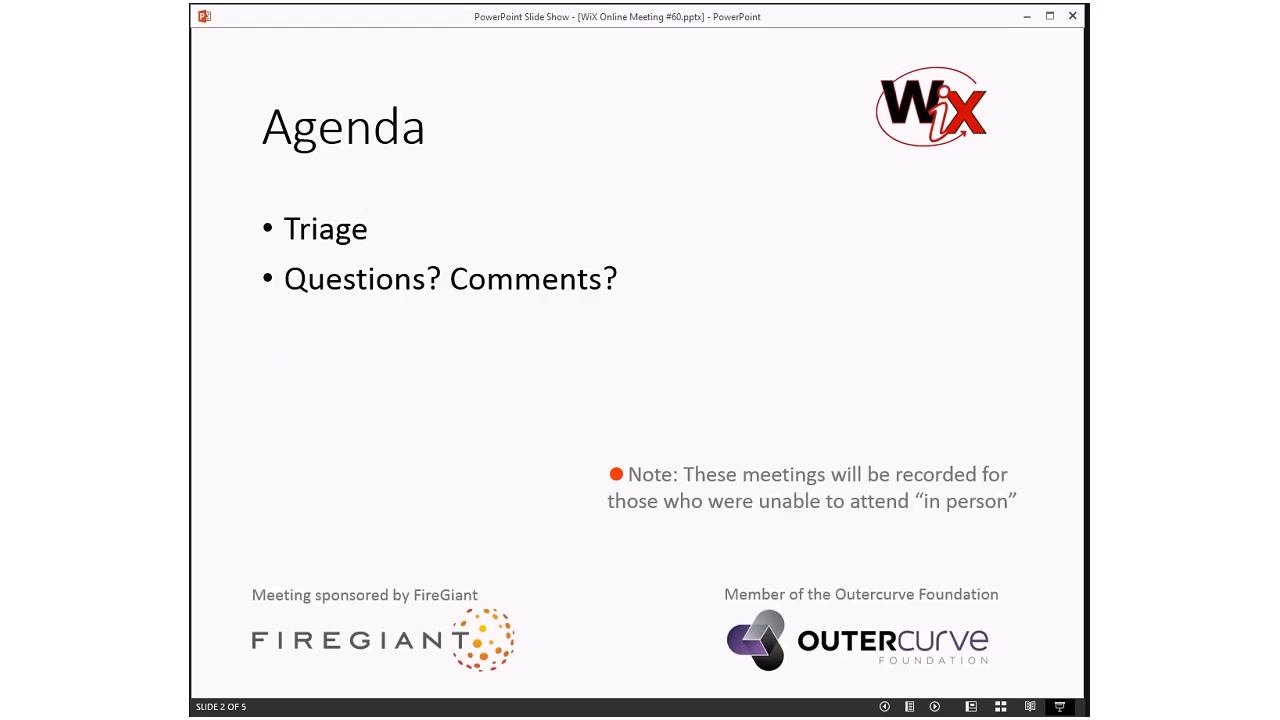 PowerPoint Slide Show - [WiX Online Meeting #60.pptx] - PowerPoint
WiX
Agenda
• Triage
• Questions? Comments?
Note: These meetings will be recorded for
those who were unable to attend “in person”
Meeting sponsored by FireGiant
FIREGIANT
Member of the Outercurve Foundation
OUTERCURVE
FOUNDATION
SLIDE 2 OF 5